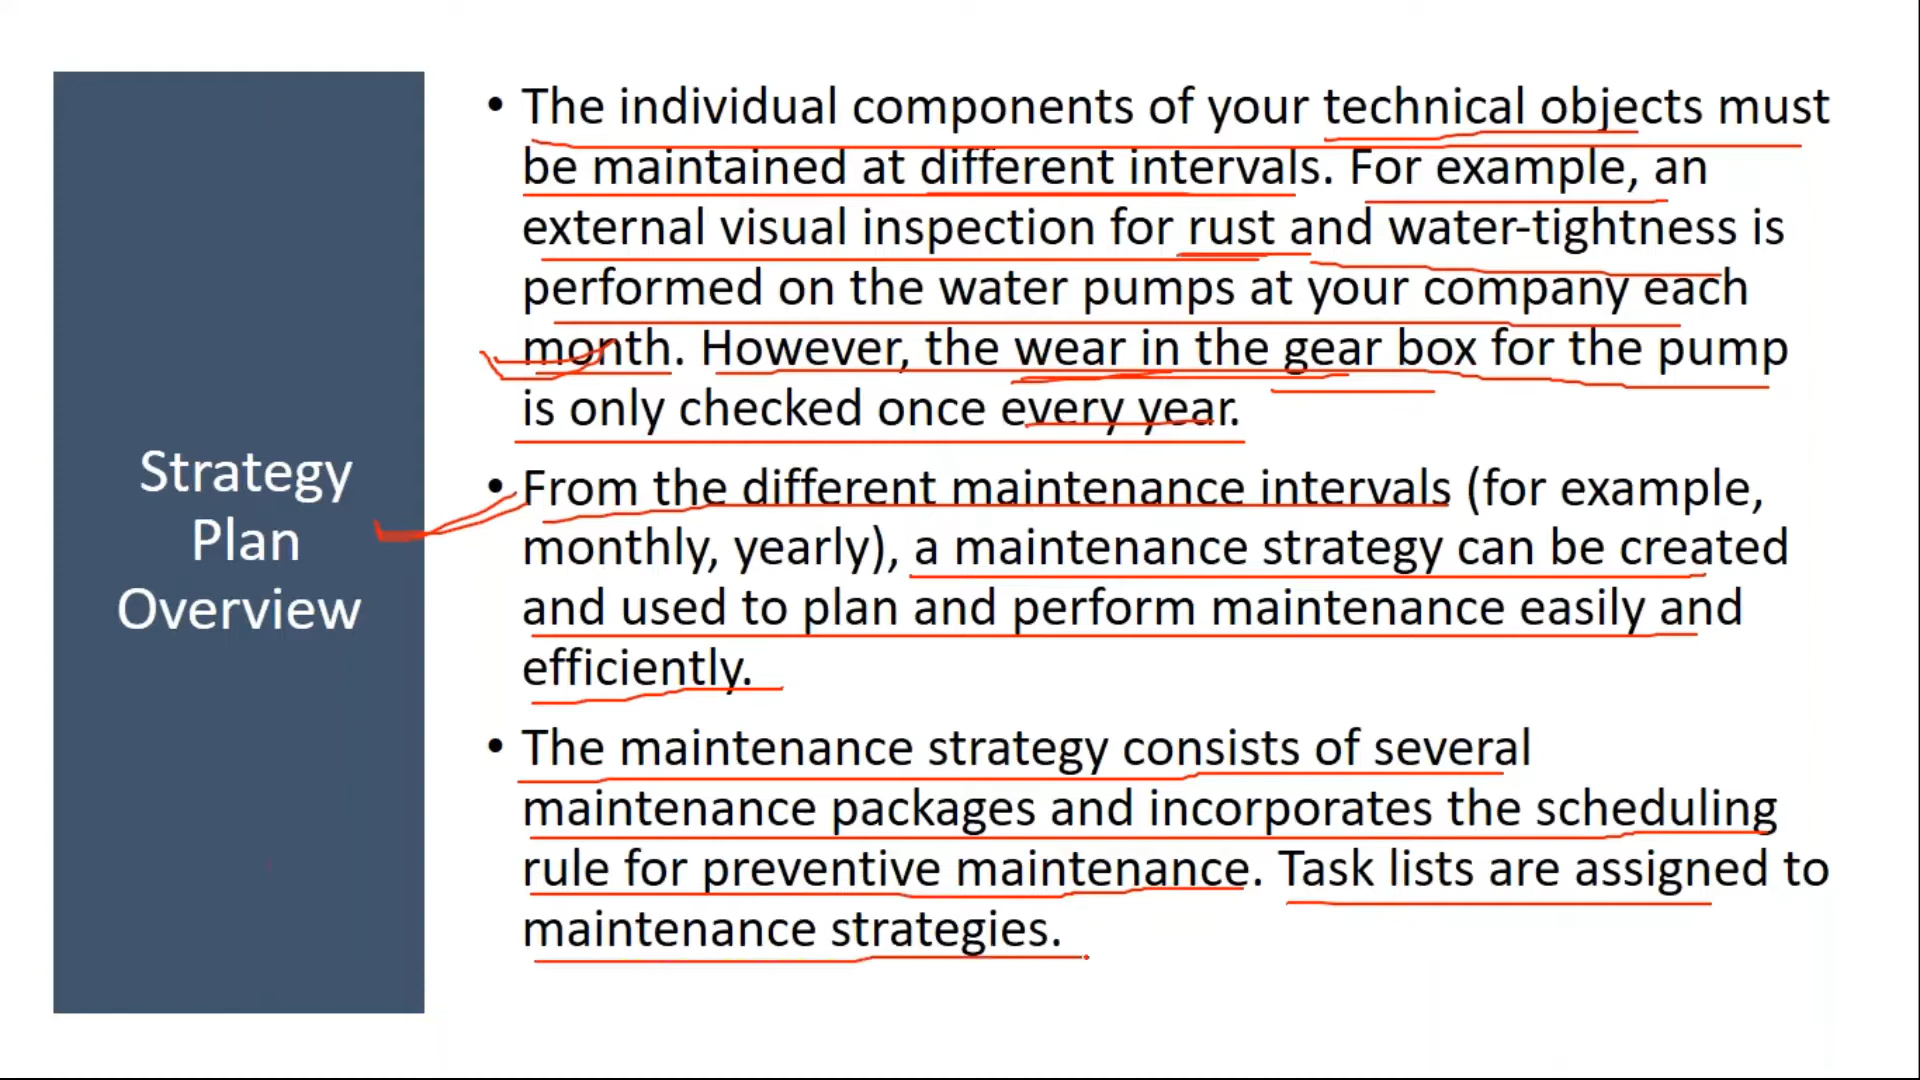 Strategy
Plan
Overview
• The individual components of your technical objects must
be maintained at different intervals. For example, an
external visual inspection for rust and water-tightness is
performed on the water pumps at your company each
month. However, the wear in the gear box for the pump
is only checked once every year.
• From the different maintenance intervals (for example,
monthly, yearly), a maintenance strategy can be created
and used to plan and perform maintenance easily and
efficiently.
• The maintenance strategy consists of several
maintenance packages and incorporates the scheduling
rule for preventive maintenance. Task lists are assigned to
maintenance strategies.